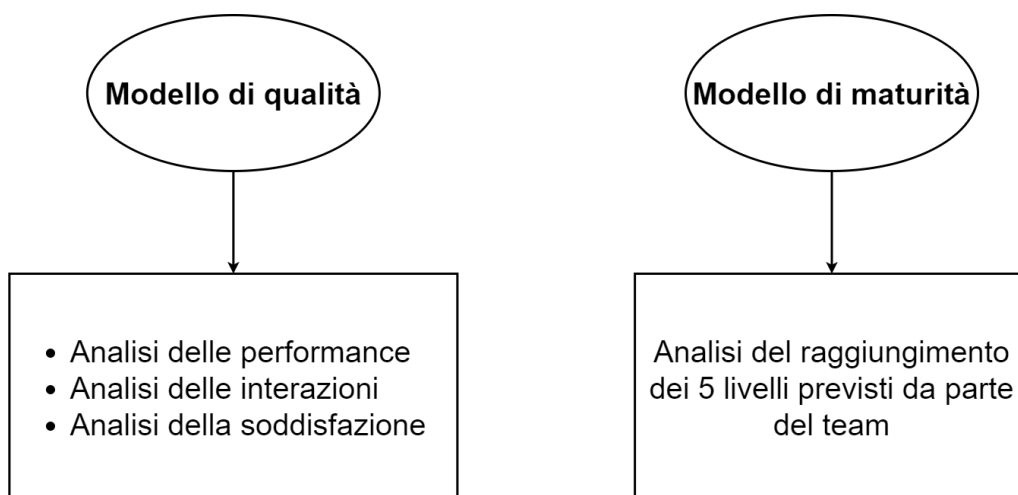 Modello di qualità
Modello di maturità
• Analisi delle performance
• Analisi delle interazioni
• Analisi della soddisfazione
Analisi del raggiungimento
dei 5 livelli previsti da parte
del team